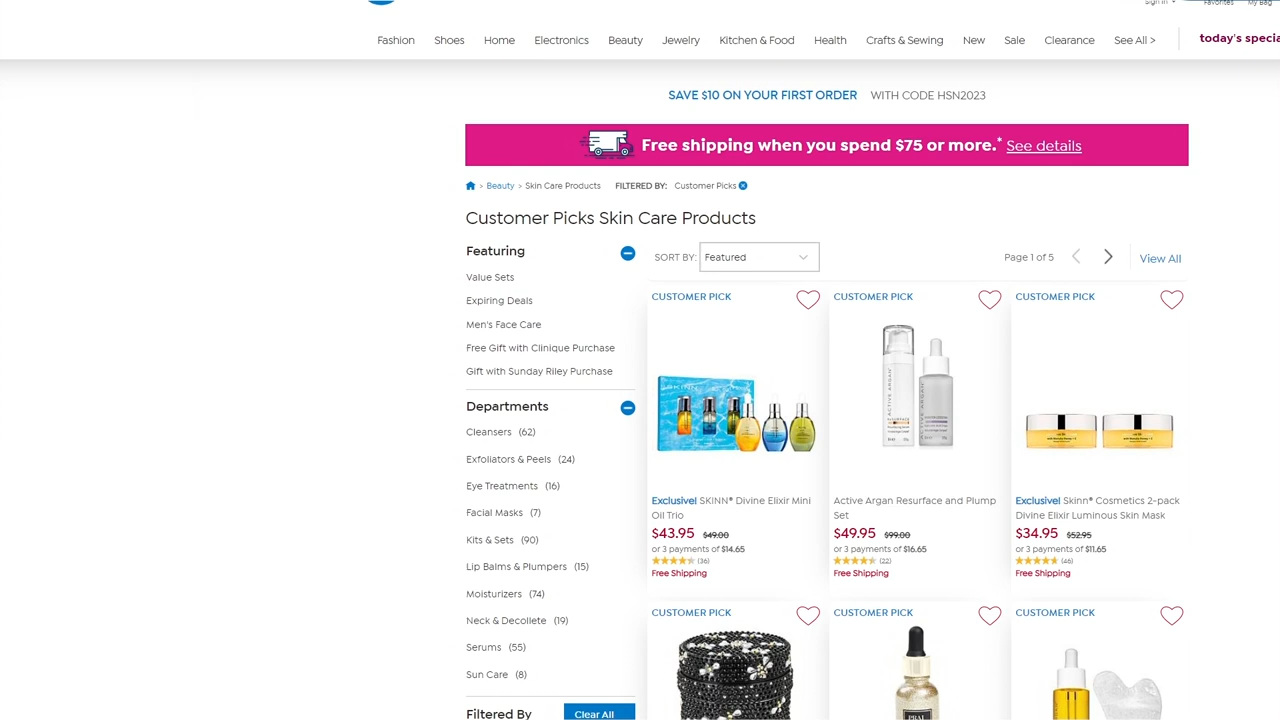 Sign in
Favorites
My Bag
Fashion Shoes Home Electronics Beauty Jewelry Kitchen & Food Health Crafts & Sewing New Sale Clearance See All >
today's
SAVE $10 ON YOUR FIRST ORDER WITH CODE HSN2023
Free shipping when you spend $75 or more.* See details
> Beauty > Skin Care Products FILTERED BY: Customer Picks
Customer Picks Skin Care Products
Featuring
Value Sets
Expiring Deals
Men's Face Care
Free Gift with Clinique Purchase
Gift with Sunday Riley Purchase
Departments
Cleansers (62)
Exfoliators & Peels (24)
Eye Treatments (16)
Facial Masks (7)
Kits & Sets (90)
Lip Balms & Plumpers (15)
Moisturizers (74)
Neck & Decollete (19)
Serums (55)
Sun Care (8)
Filtered By
Clear All
SORT BY: Featured
Page 1 of 5
View All
CUSTOMER PICK
SKINN
Exclusive! SKINN® Divine Elixir Mini
Oil Trio
$43.95 $49.00
or 3 payments of $14.65
(36)
Free Shipping
CUSTOMER PICK
ACTIVE ARGAN
Active Argan Resurface and Plump
Set
$49.95 $99.00
or 3 payments of $16.65
(22)
Free Shipping
CUSTOMER PICK
Exclusive! Skinn® Cosmetics 2-pack
Divine Elixir Luminous Skin Mask
$34.95 $52.95
or 3 payments of $11.65
(46)
Free Shipping
CUSTOMER PICK
CUSTOMER PICK
CUSTOMER PICK